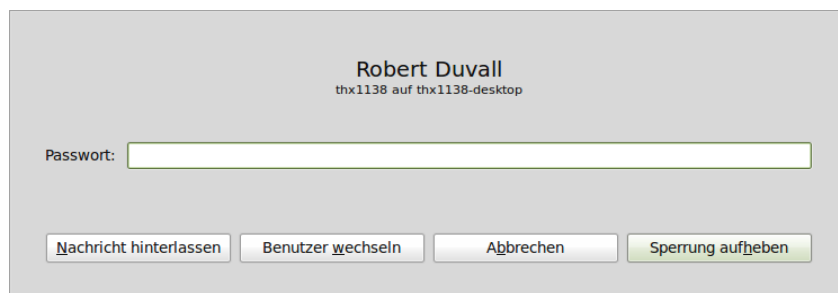 Robert Duvall
thx1138 auf thx1138-desktop
Passwort:
Nachricht hinterlassen Benutzer wechseln Abbrechen Sperrung aufheben